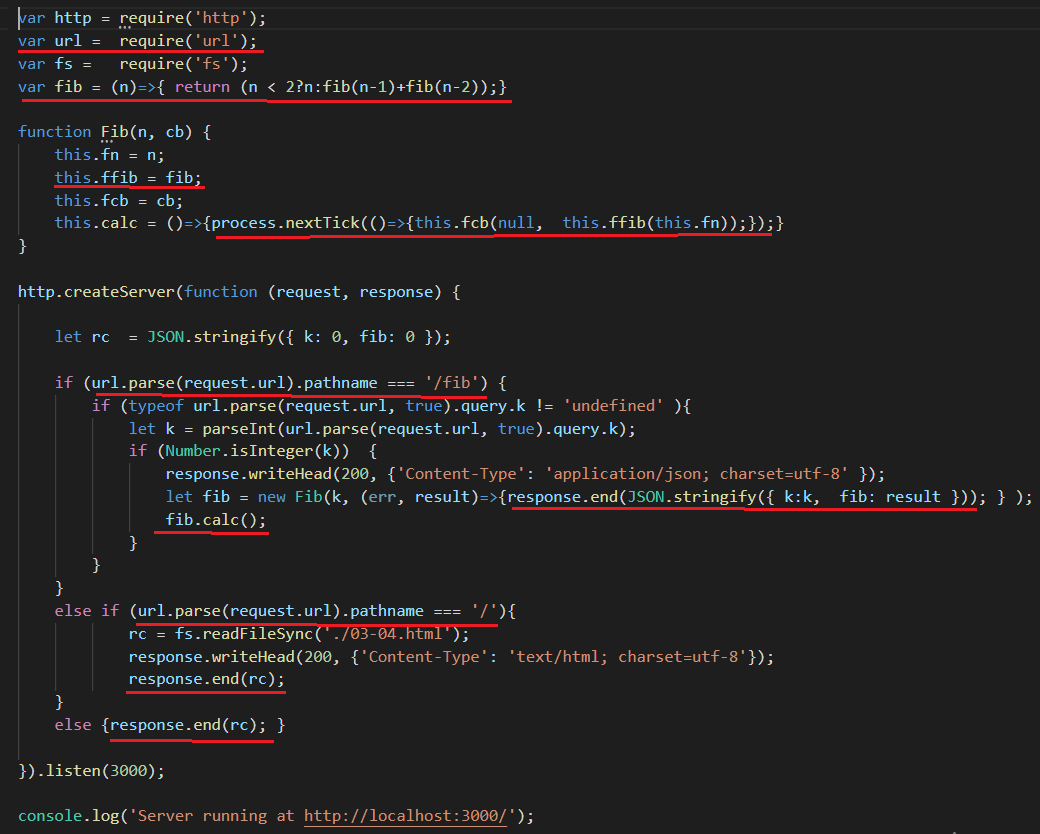 var http = require('http');
var url =  require('url');
var fs =   require('fs');
var fib = (n)=>{ return (n < 2?n:fib(n-1)+fib(n-2));}
function Fib(n, cb) {
    this.fn = n;
    this.ffib = fib;
    this.fcb = cb;
    this.calc = ()=>{process.nextTick(()=>{this.fcb(null,  this.ffib(this.fn));});}
}
http.createServer(function (request, response) {
    let rc  = JSON.stringify({ k: 0, fib: 0 });
    if (url.parse(request.url).pathname === '/fib') {
        if (typeof url.parse(request.url, true).query.k != 'undefined' ){
            let k = parseInt(url.parse(request.url, true).query.k);
            if (Number.isInteger(k))  {
                response.writeHead(200, {'Content-Type': 'application/json; charset=utf-8' });
                let fib = new Fib(k, (err, result)=>{response.end(JSON.stringify({ k:k,  fib: result })); } );
                fib.calc();
            }
        }
    }
    else if (url.parse(request.url).pathname === '/'){
            rc = fs.readFileSync('./03-04.html');
            response.writeHead(200, {'Content-Type': 'text/html; charset=utf-8'});
            response.end(rc);
    }
    else {response.end(rc); }
}).listen(3000);
console.log('Server running at http://localhost:3000/');